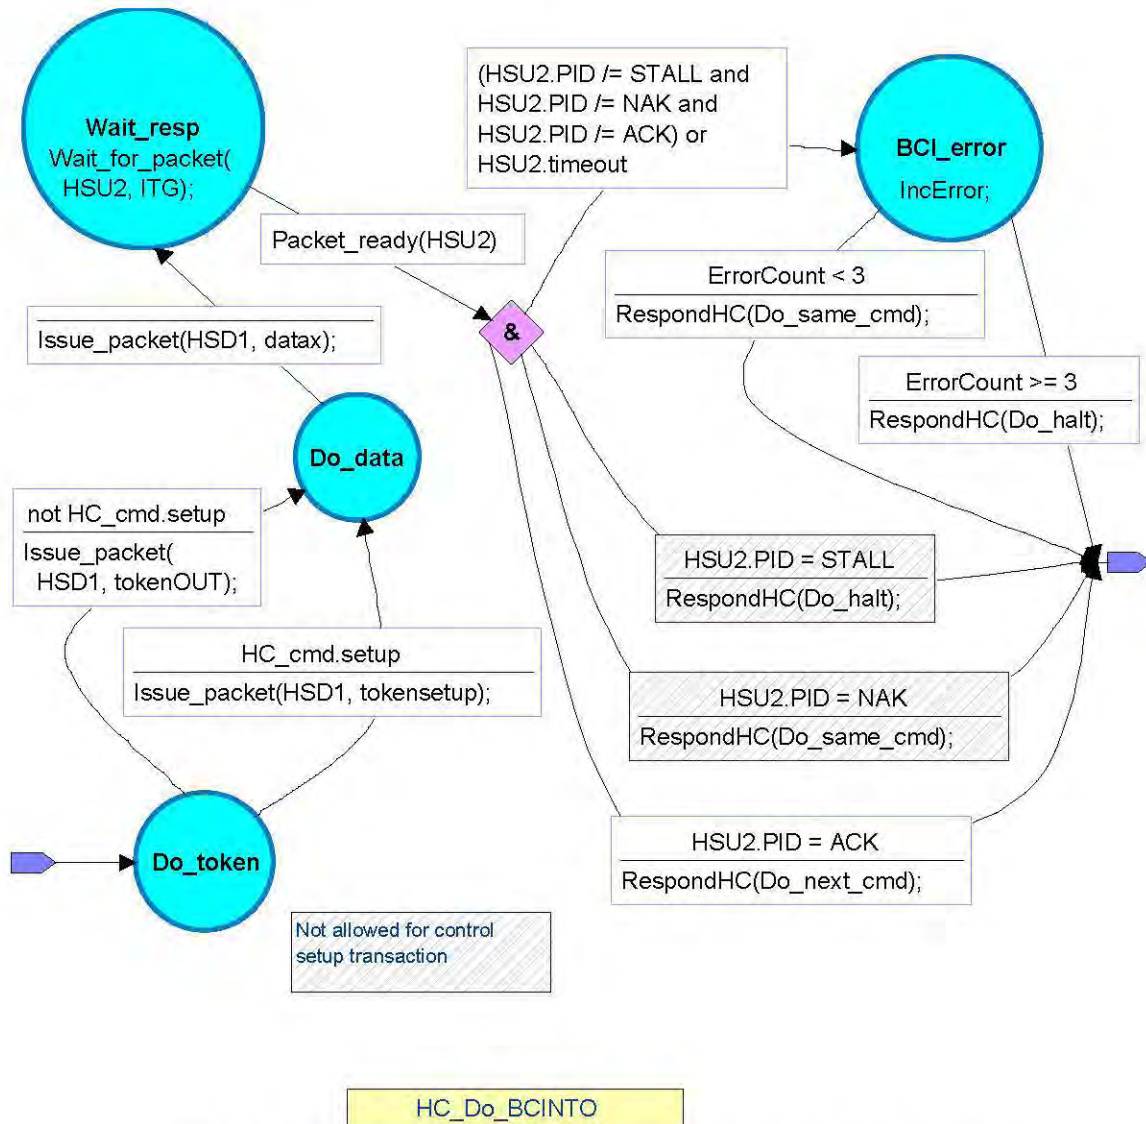 Wait_resp
Wait_for_packet(
HSU2, ITG);
Packet_ready(HSU2)
(HSU2.PID /= STALL and
HSU2.PID /= NAK and
HSU2.PID /= ACK) or
HSU2.timeout
BCI_error
IncError;
ErrorCount < 3
RespondHC(Do_same_cmd);
ErrorCount >= 3
RespondHC(Do_halt);
&
Issue_packet(HSD1, datax);
Do_data
not HC_cmd.setup
Issue_packet(
HSD1, tokenOUT);
HC_cmd.setup
Issue_packet(HSD1, tokensetup);
HSU2.PID = STALL
RespondHC(Do_halt);
HSU2.PID = NAK
RespondHC(Do_same_cmd);
HSU2.PID = ACK
RespondHC(Do_next_cmd);
Do_token
Not allowed for control
setup transaction
HC_Do_BCINTO